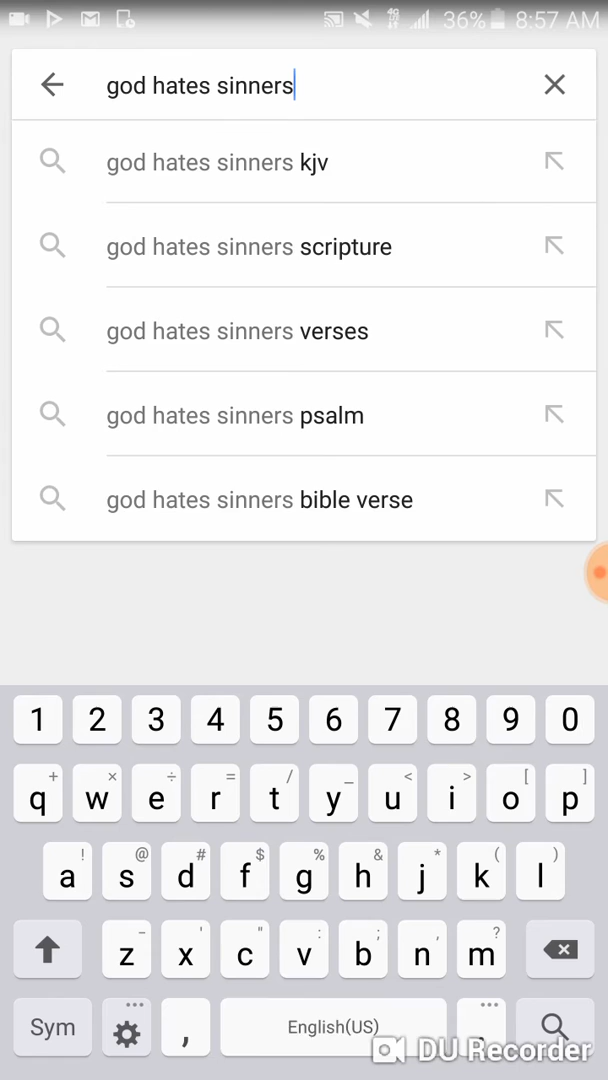 4G 36% 8:57 AM
god hates sinners
god hates sinners kjv
god hates sinners scripture
god hates sinners verses
god hates sinners psalm
god hates sinners bible verse
1 2 3 4 5 6 7 8 9 0
+ × ÷ = / _ < > [ ]
q w e r t y u i o p
! @ # $ % & * ( )
a s d f g h j k l
- ' " : ; , ?
z x c v b n m
Sym , English(US) .
DU Recorder